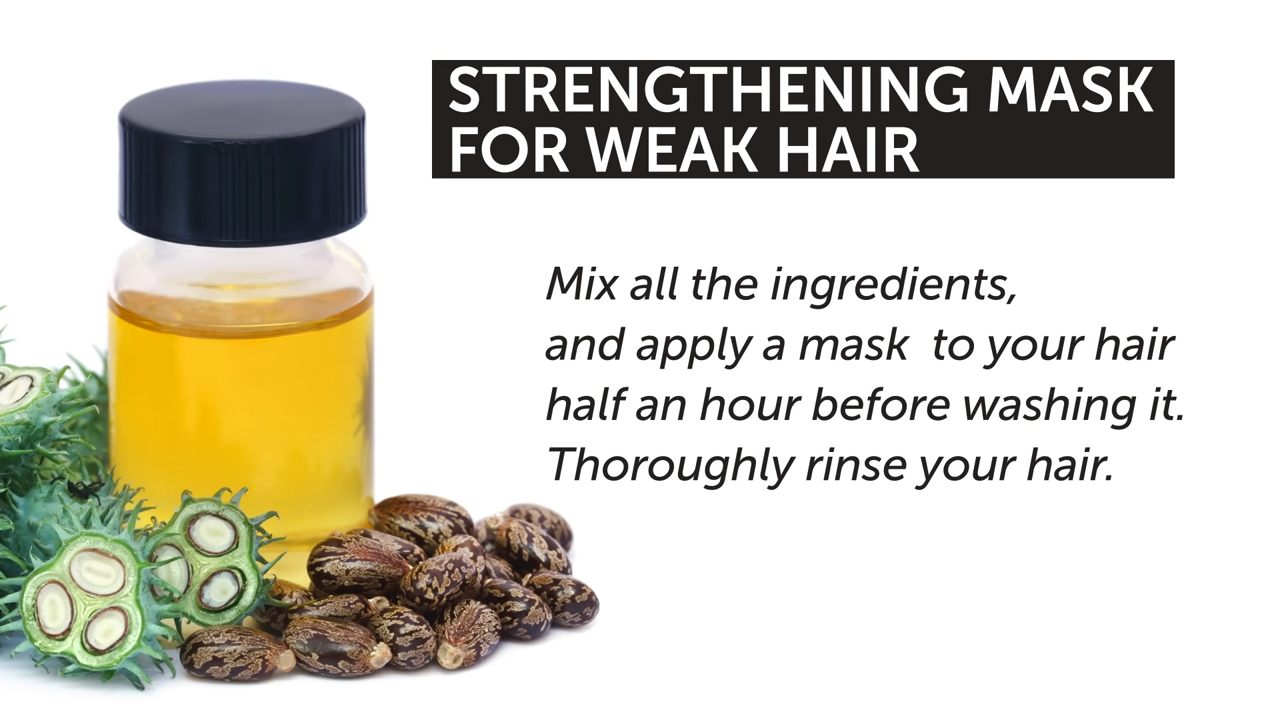 STRENGTHENING MASK
FOR WEAK HAIR
Mix all the ingredients,
and apply a mask  to your hair
half an hour before washing it.
Thoroughly rinse your hair.